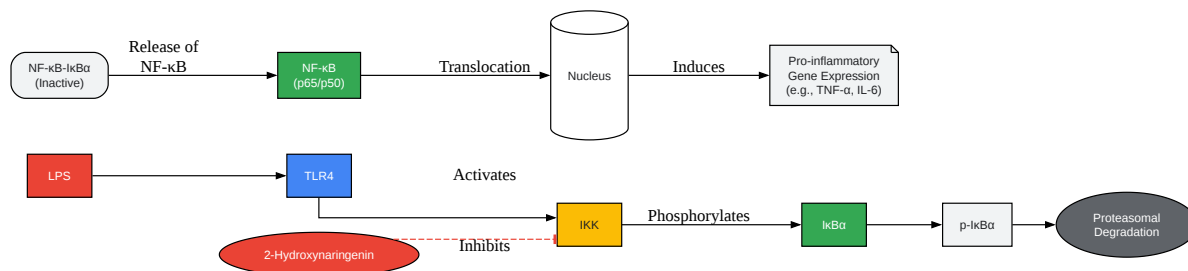 NF-κB-IκBα
(Inactive)
Release of
NF-κB
NF-κB
(p65/p50)
Translocation
Nucleus
Induces
Pro-inflammatory
Gene Expression
(e.g., TNF-α, IL-6)
LPS
TLR4
Activates
IKK
Phosphorylates
IκBα
p-IκBα
Proteasomal
Degradation
2-Hydroxynaringenin
Inhibits